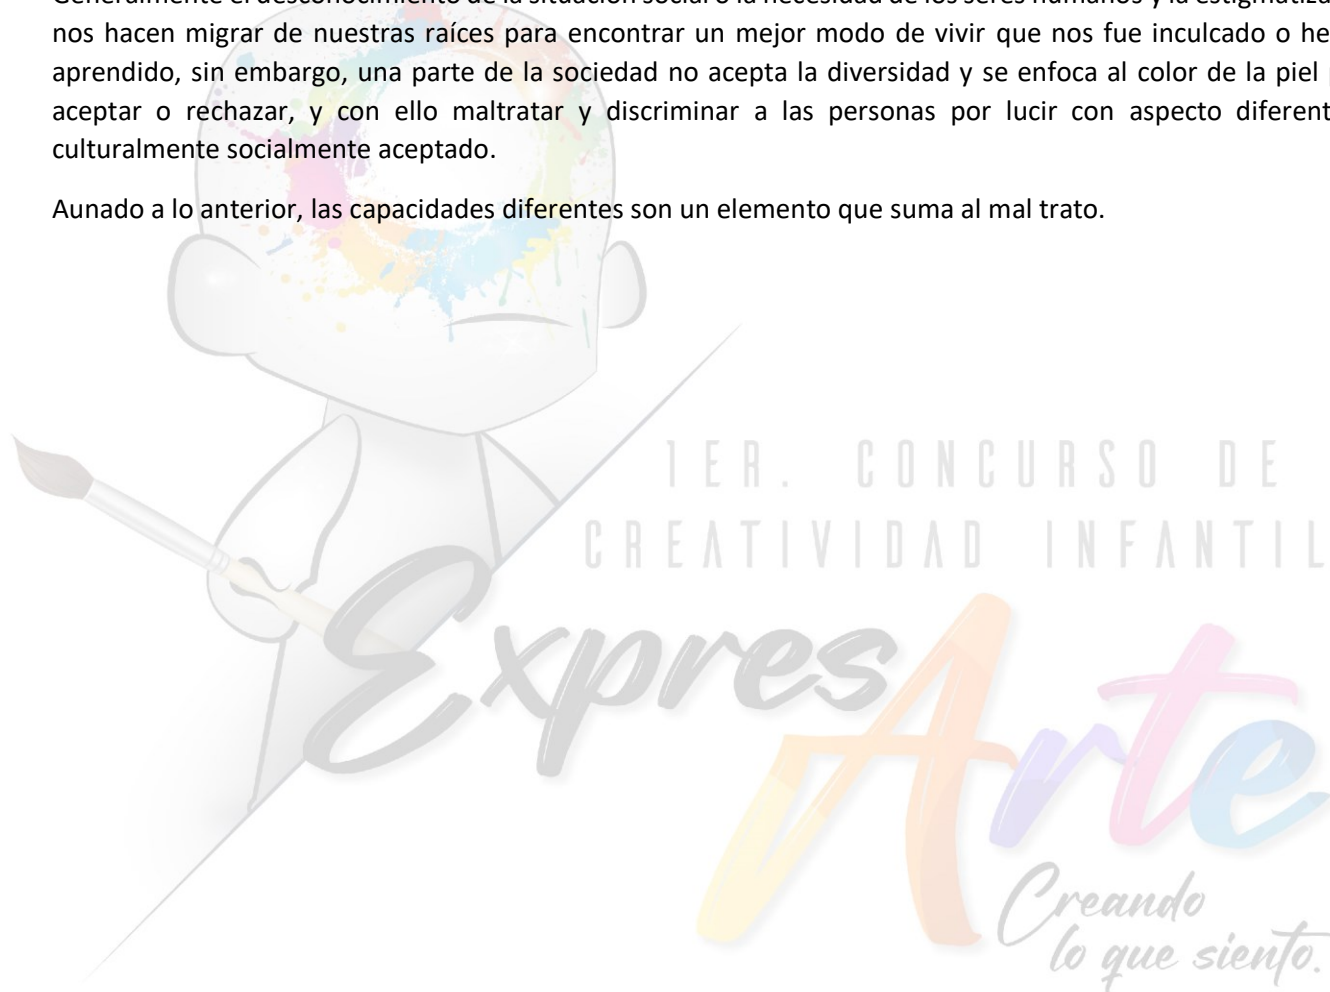 Generalmente el desconocimiento de la situación social o la necesidad de los seres humanos y la
nos hacen migrar de nuestras raíces para encontrar un mejor modo de vivir que nos fue inculcado o
aprendido, sin embargo, una parte de la sociedad no acepta la diversidad y se enfoca al color de la piel
aceptar o rechazar, y con ello maltratar y discriminar a las personas por lucir con aspecto
culturalmente socialmente aceptado.
Aunado a lo anterior, las capacidades diferentes son un elemento que suma al mal trato.
1ER. CONCURSO DE
CREATIVIDAD INFANTIL
ExpresArte
Creando
lo que siento.